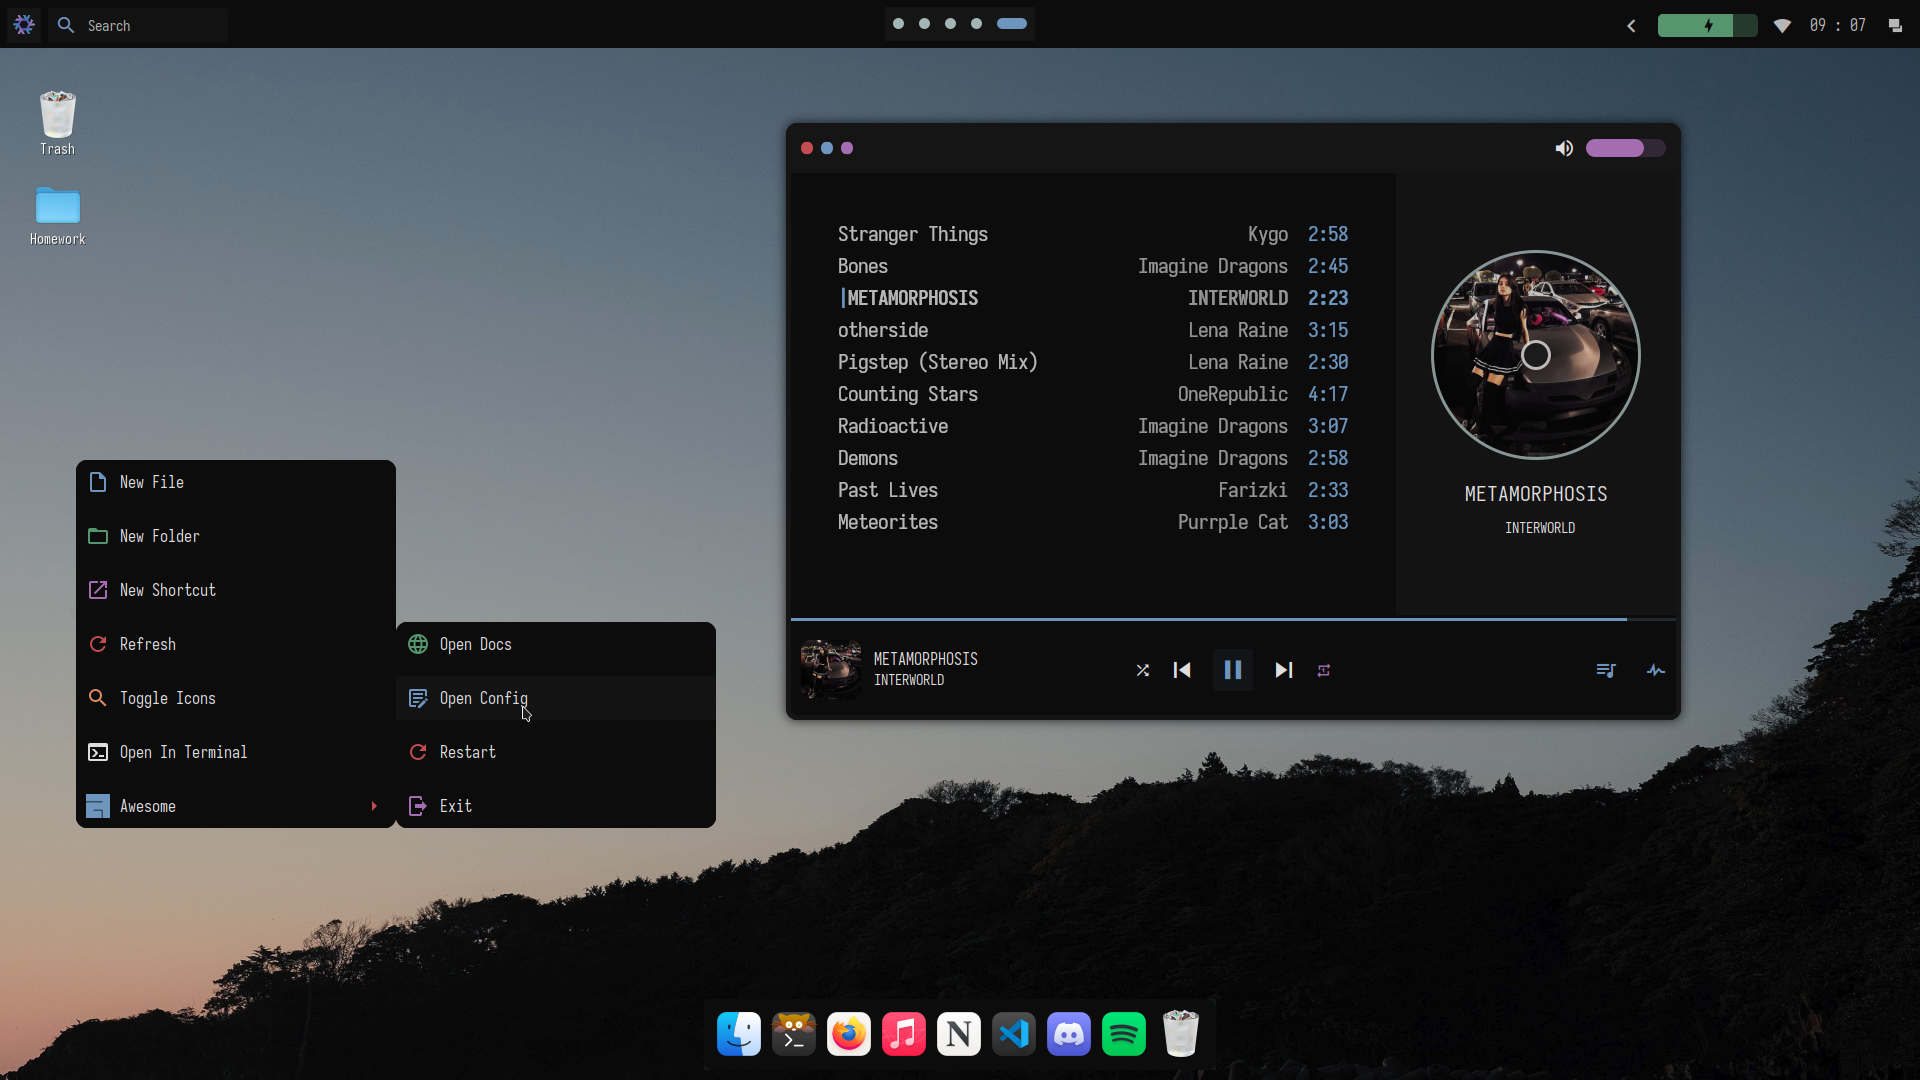 Search
09 : 07
Trash
Homework
Stranger Things Kygo 2:58
Bones Imagine Dragons 2:45
METAMORPHOSIS INTERWORLD 2:23
otherside Lena Raine 3:15
Pigstep (Stereo Mix) Lena Raine 2:30
Counting Stars OneRepublic 4:17
Radioactive Imagine Dragons 3:07
Demons Imagine Dragons 2:58
Past Lives Farizki 2:33
Meteorites Purrple Cat 3:03
METAMORPHOSIS
INTERWORLD
METAMORPHOSIS
INTERWORLD
New File
New Folder
New Shortcut
Refresh
Toggle Icons
Open In Terminal
Awesome
Open Docs
Open Config
Restart
Exit
N